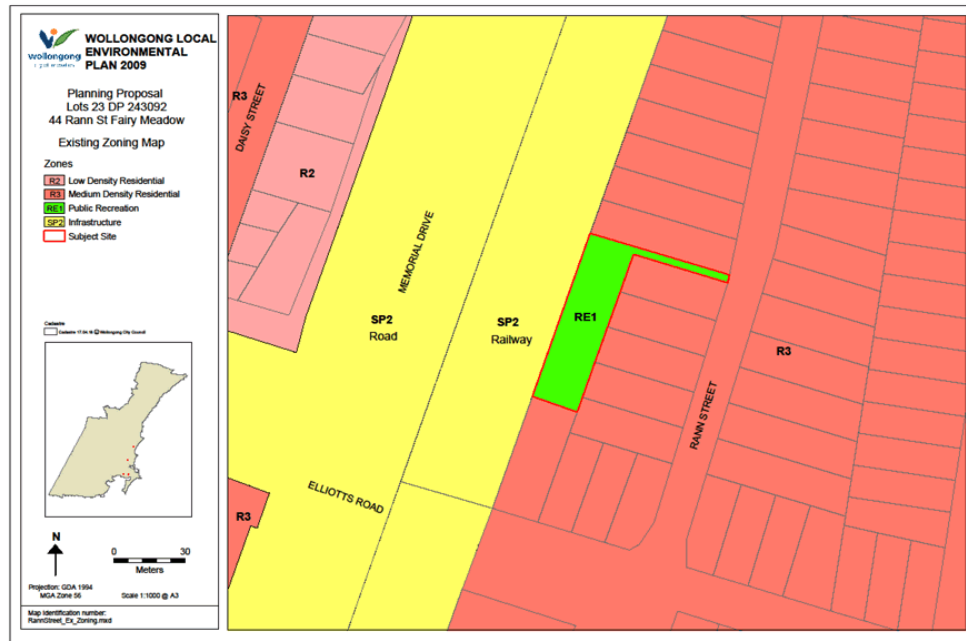 wollongong
WOLLONGONG LOCAL
ENVIRONMENTAL
PLAN 2009
Planning Proposal
Lots 23 DP 243092
44 Rann St Fairy Meadow
Existing Zoning Map
Zones
R2 Low Density Residential
R3 Medium Density Residential
RE1 Public Recreation
SP2 Infrastructure
Subject Site
Cadastre
N
0 30
Meters
Projection: GDA 1994
MGA Zone 56
Scale 1:1000 @ A3
Map Identification number:
RannStreet_Ex_Zoning.mxd
R3
DAISY STREET
R2
MEMORIAL DRIVE
SP2
Road
SP2
Railway
RE1
R3
RANN STREET
ELLIOTTS ROAD
R3